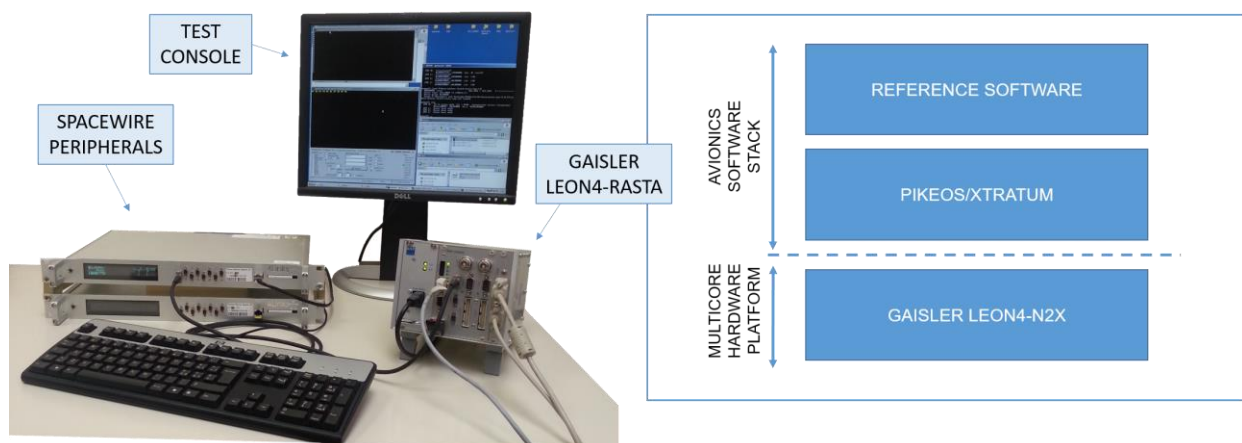 TEST
CONSOLE
SPACEWIRE
PERIPHERALS
GAISLER
LEON4-RASTA
DELL
AVIONICS
SOFTWARE
STACK
REFERENCE SOFTWARE
PIKEOS/XTRATUM
MULTICORE
HARDWARE
PLATFORM
GAISLER LEON4-N2X